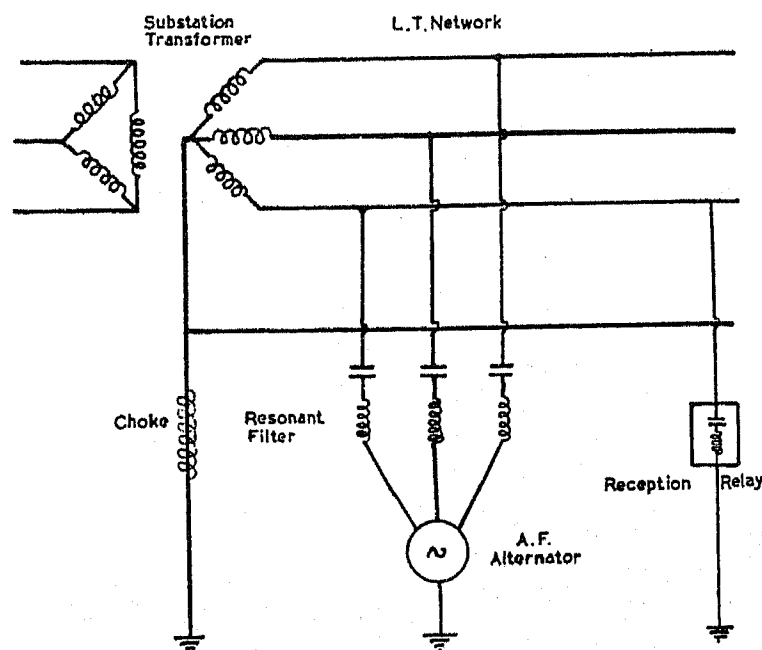 Substation
Transformer
L.T. Network
Choke
Resonant
Filter
Reception Relay
A.F.
Alternator
~